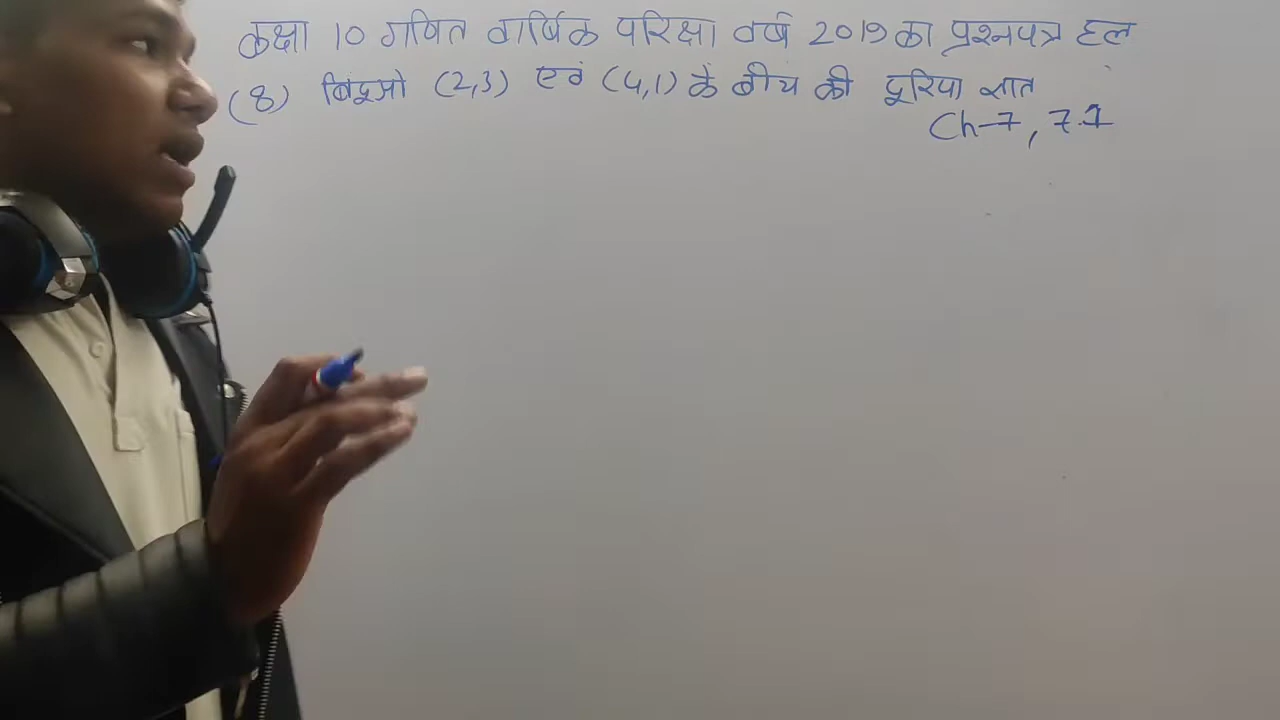 कक्षा 10 गणित वार्षिक परिक्षा वर्ष 2019 का प्रश्नपत्र हल
(8) बिंदूओ (2,3) एवं (4,1) के बीच की दूरिया ज्ञात
Ch-7, 7.1